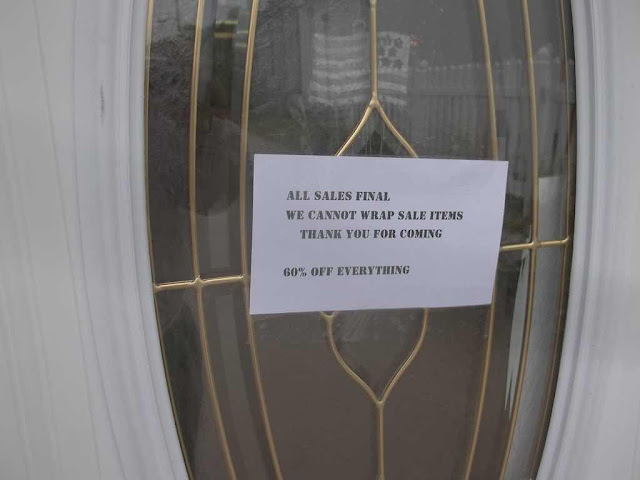 ALL SALES FINAL
WE CANNOT WRAP SALE ITEMS
THANK YOU FOR COMING
60% OFF EVERYTHING